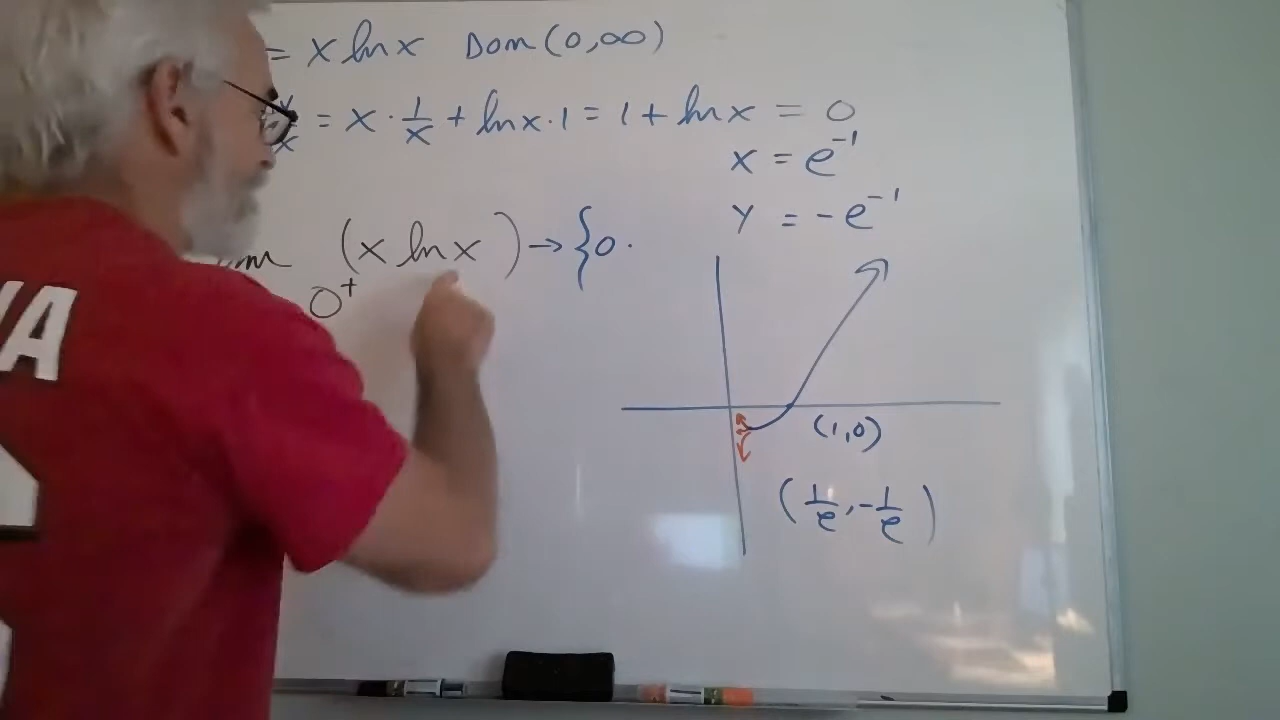 = x ln x Dom (0,∞)
= x · 1/x + ln x · 1 = 1 + ln x = 0
x = e⁻¹
y = -e⁻¹
(x ln x) → {0 ·
0⁺
(1,0)
(1/e, -1/e)
A